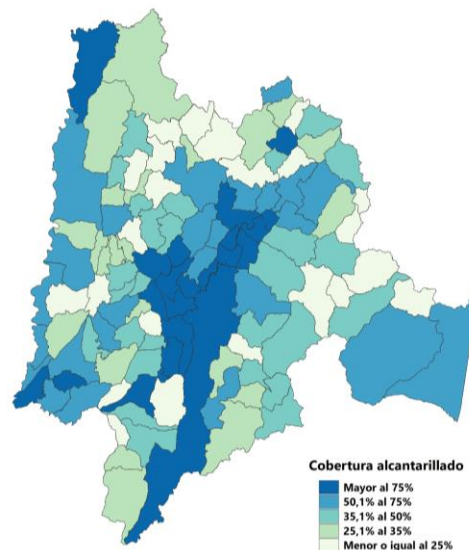 Cobertura alcantarillado
Mayor al 75%
50,1% al 75%
35,1% al 50%
25,1% al 35%
Menor o igual al 25%